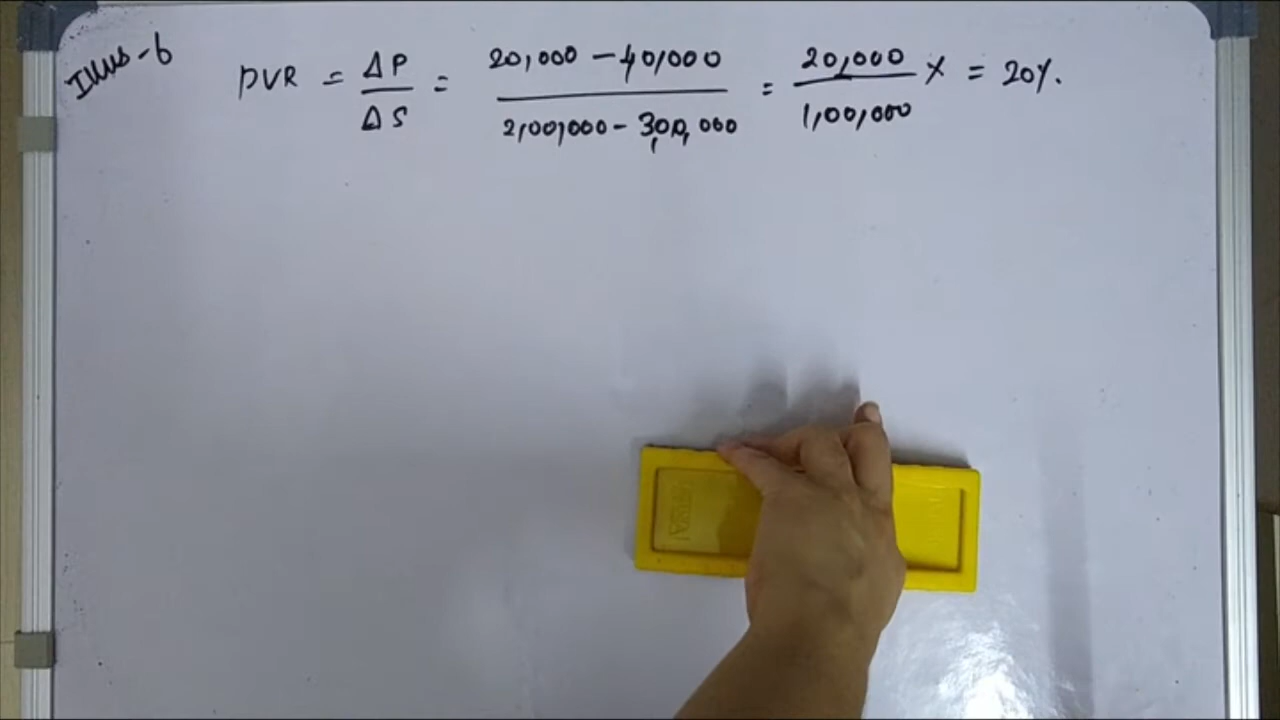 Illus-6
PVR = ΔP/ΔS = 20,000 - 40,000/2,00,000 - 3,00,000 = 20,000/1,00,000 X = 20%.